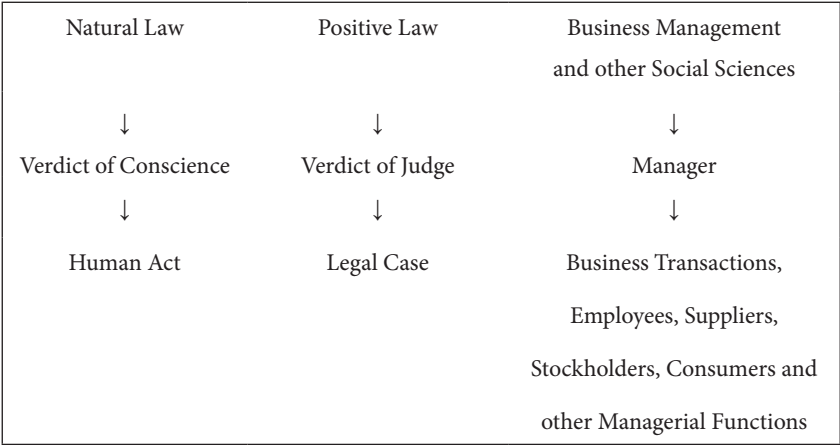 Natural Law Positive Law Business Management
and other Social Sciences
↓ ↓ ↓
Verdict of Conscience Verdict of Judge Manager
↓ ↓ ↓
Human Act Legal Case Business Transactions,
Employees, Suppliers,
Stockholders, Consumers and
other Managerial Functions